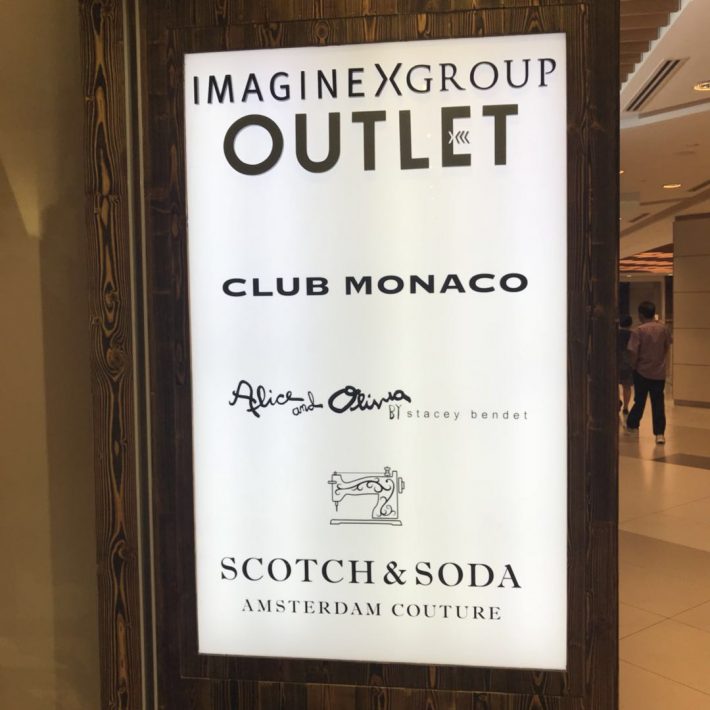 IMAGINEXGROUP
OUTLET
CLUB MONACO
Alice and Olivia
BY stacey bendet
SCOTCH & SODA
AMSTERDAM COUTURE